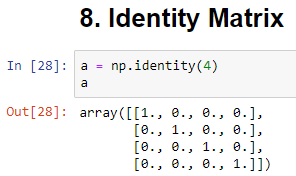 8. Identity Matrix
In [28]: a = np.identity(4)
a
Out[28]: array([[1., 0., 0., 0.],
[0., 1., 0., 0.],
[0., 0., 1., 0.],
[0., 0., 0., 1.]])